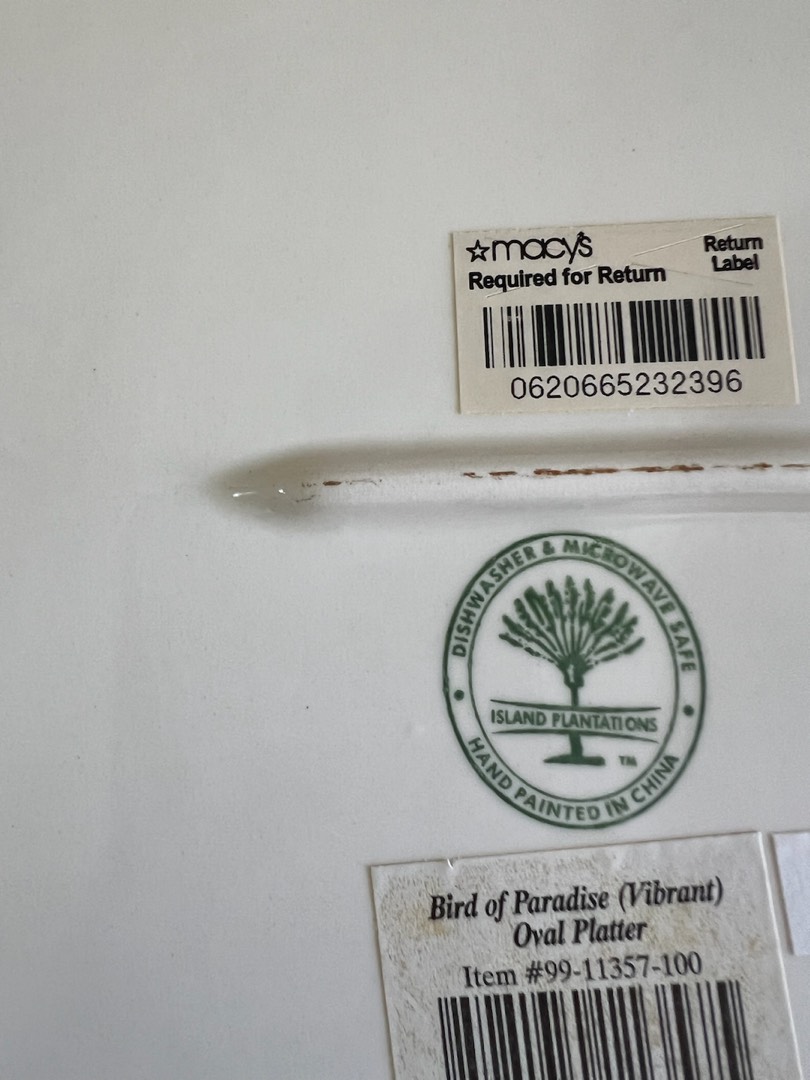 macy's
Return
Label
Required for Return
0620665232396
DISHWASHER & MICROWAVE SAFE
ISLAND PLANTATIONS
TM
HAND PAINTED IN CHINA
Bird of Paradise (Vibrant)
Oval Platter
Item #99-11357-100